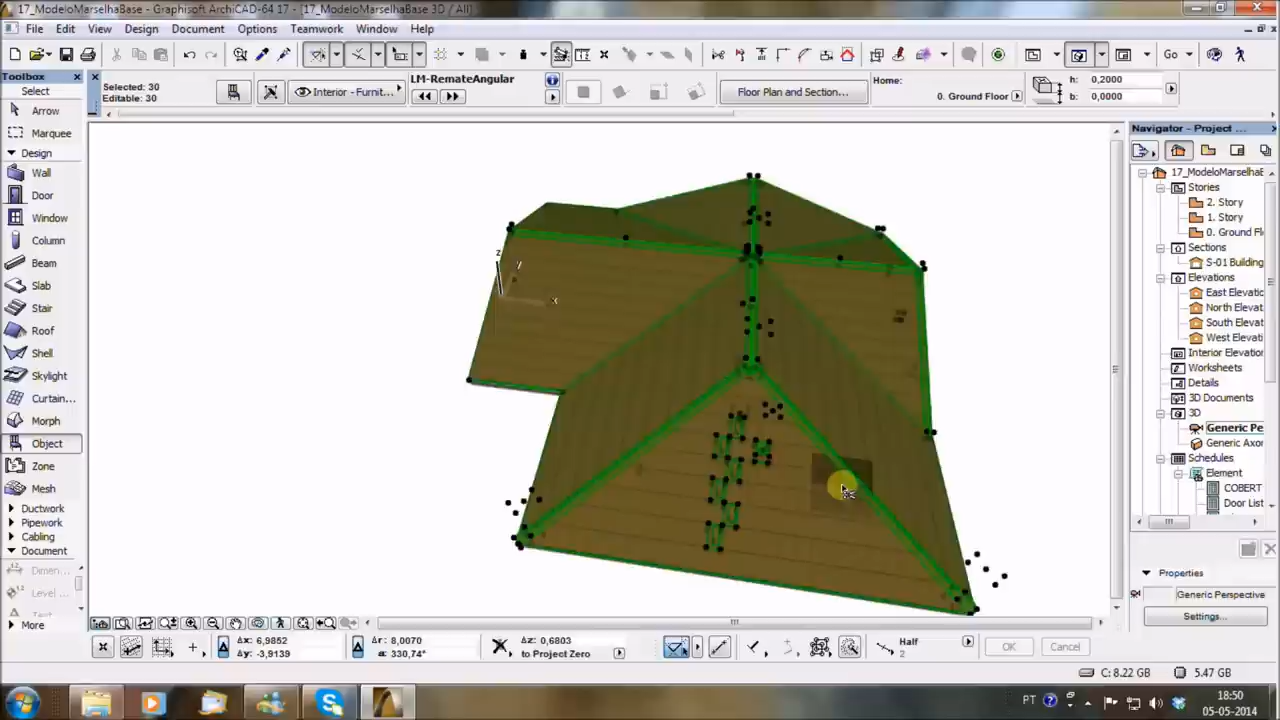 17_ModeloMarselhaBase - Graphisoft ArchiCAD-64 17 - [17_ModeloMarselhaBase 3D / All]
File Edit View Design Document Options Teamwork Window Help
Go
Toolbox
Select
Arrow
Marquee
Design
Wall
Door
Window
Column
Beam
Slab
Stair
Roof
Shell
Skylight
Curtain...
Morph
Object
Zone
Mesh
Ductwork
Pipework
Cabling
Document
Dimen...
Level ...
More
Selected: 30
Editable: 30
Interior - Furnit...
LM-RemateAngular
Floor Plan and Section...
Home:
0. Ground Floor
h: 0,2000
b: 0,0000
z
y
x
Navigator - Project ...
17_ModeloMarselhaB
Stories
2. Story
1. Story
0. Ground Fl
Sections
S-01 Building
Elevations
East Elevatio
North Elevat
South Elevat
West Elevati
Interior Elevation
Worksheets
Details
3D Documents
3D
Generic Pe
Generic Axon
Schedules
Element
COBERT
Door List
Properties
Generic Perspective
Settings...
Δx: 6,9852
Δy: -3,9139
Δr: 8,0070
a: 330,74°
Δz: 0,6803
to Project Zero
Half
2
OK
Cancel
C: 8.22 GB
5.47 GB
PT
18:50
05-05-2014